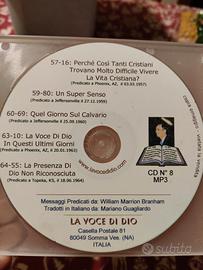 57-16: Perché Così Tanti Cristiani
Trovano Molto Difficile Vivere
La Vita Cristiana?
(Predicato a Phoenix, AZ, il 03.03.1957)
59-80: Un Super Senso
(Predicato a Jeffersonville il 27.12.1959)
60-69: Quel Giorno Sul Calvario
(Predicato a Jeffersonville il 25.09.1960)
63-10: La Voce Di Dio
In Questi Ultimi Giorni
(Predicato a Phoenix, AZ, il 20.01.1963)
64-55: La Presenza Di
Dio Non Riconosciuta
(Predicato a Topeka, KS, il 18.06.1964)
www.lavocedidio.com
CD N° 8
MP3
Messaggi Predicati da: William Marrion Branham
Tradotti in Italiano da: Mariano Guagliardo
LA VOCE DI DIO
Casella Postale 81
80049 Somma Ves. (NA)
ITALIA
subito